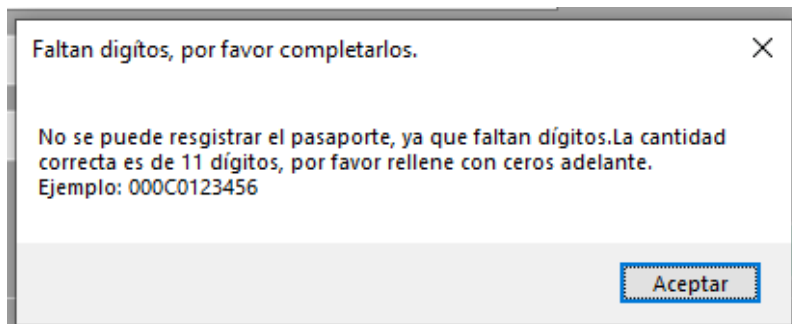 Faltan digítos, por favor completarlos.
No se puede resgistrar el pasaporte, ya que faltan dígitos.La cantidad
correcta es de 11 dígitos, por favor rellene con ceros adelante.
Ejemplo: 000C0123456
Aceptar